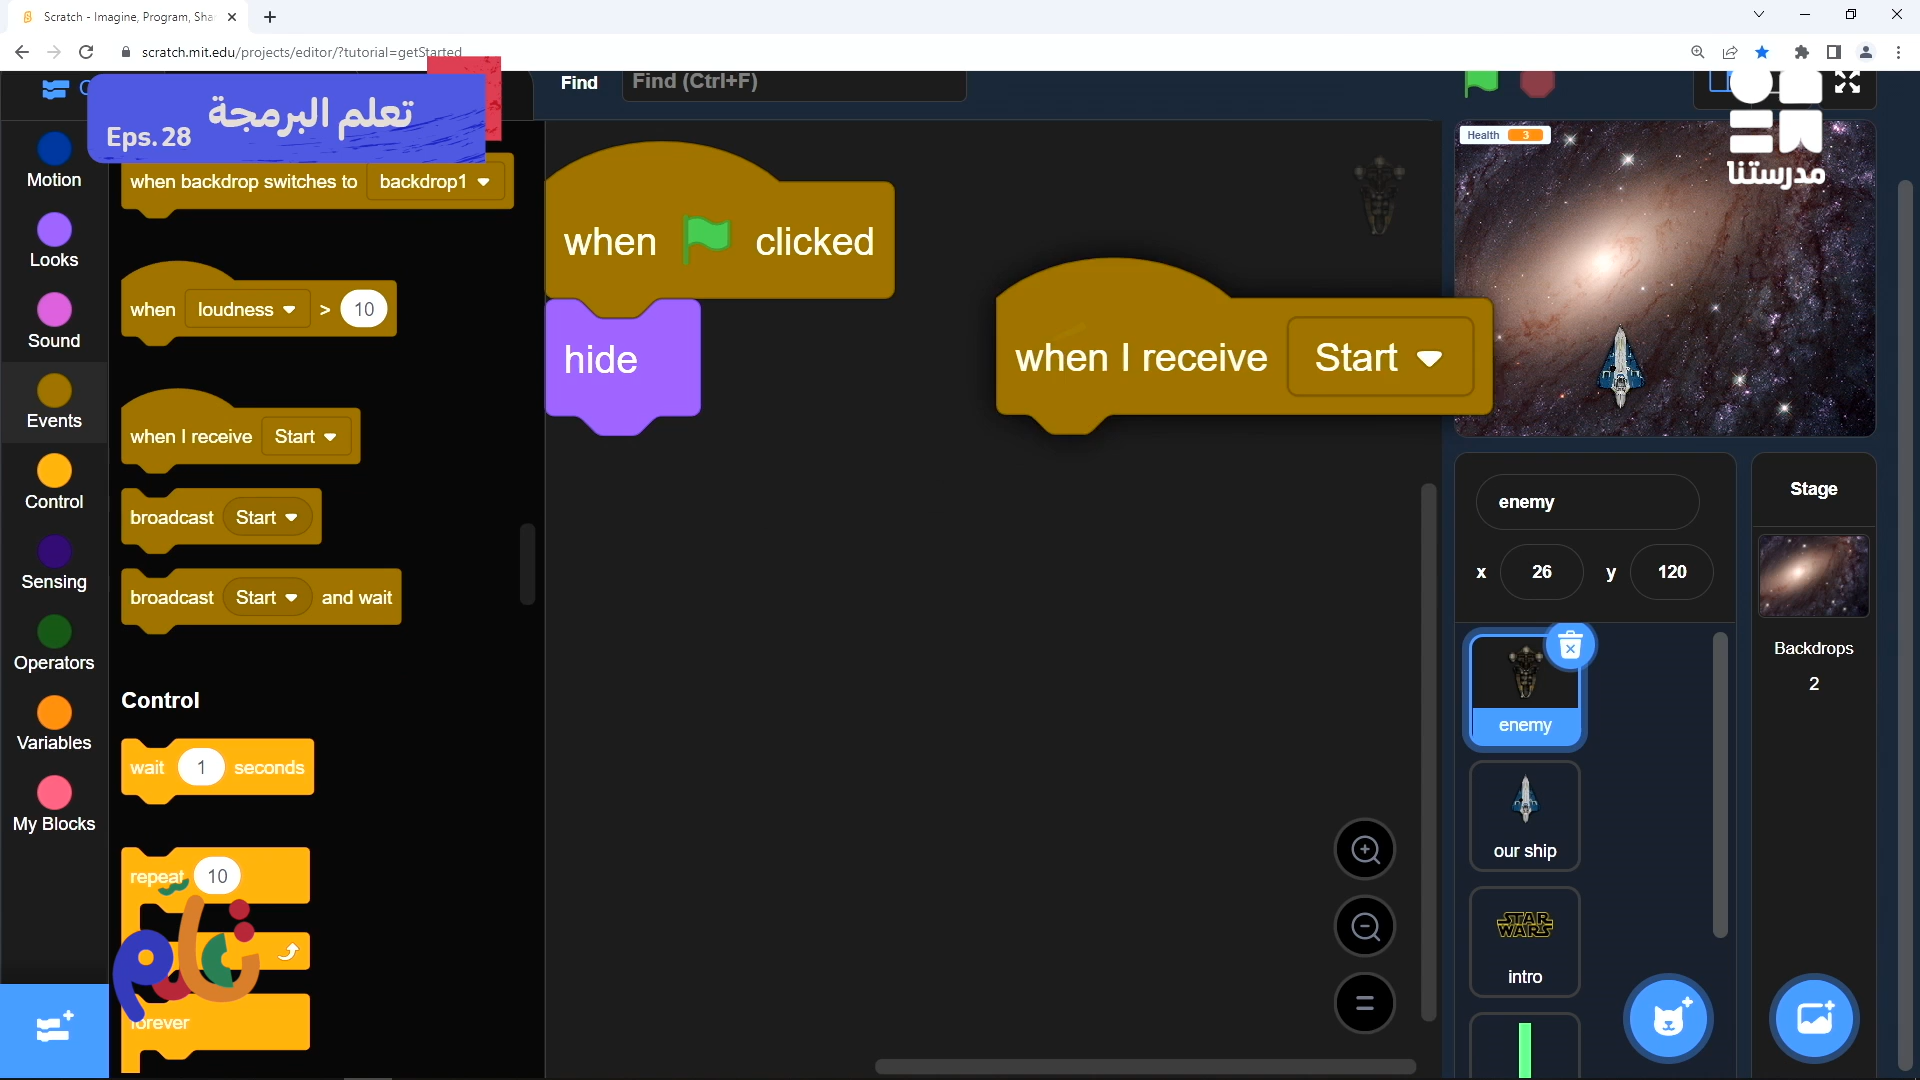 Scratch - Imagine, Program, Sha
scratch.mit.edu/projects/editor/?tutorial=getStarted
تعلم البرمجة
Eps. 28
Find
Find (Ctrl+F)
Motion
Looks
Sound
Events
Control
Sensing
Operators
Variables
My Blocks
when backdrop switches to backdrop1
when loudness > 10
when I receive Start
broadcast Start
broadcast Start and wait
Control
wait 1 seconds
repeat 10
forever
when clicked
hide
when I receive Start
Health 3
مدرستنا
enemy
x 26 y 120
enemy
our ship
STAR WARS
intro
Stage
Backdrops
2